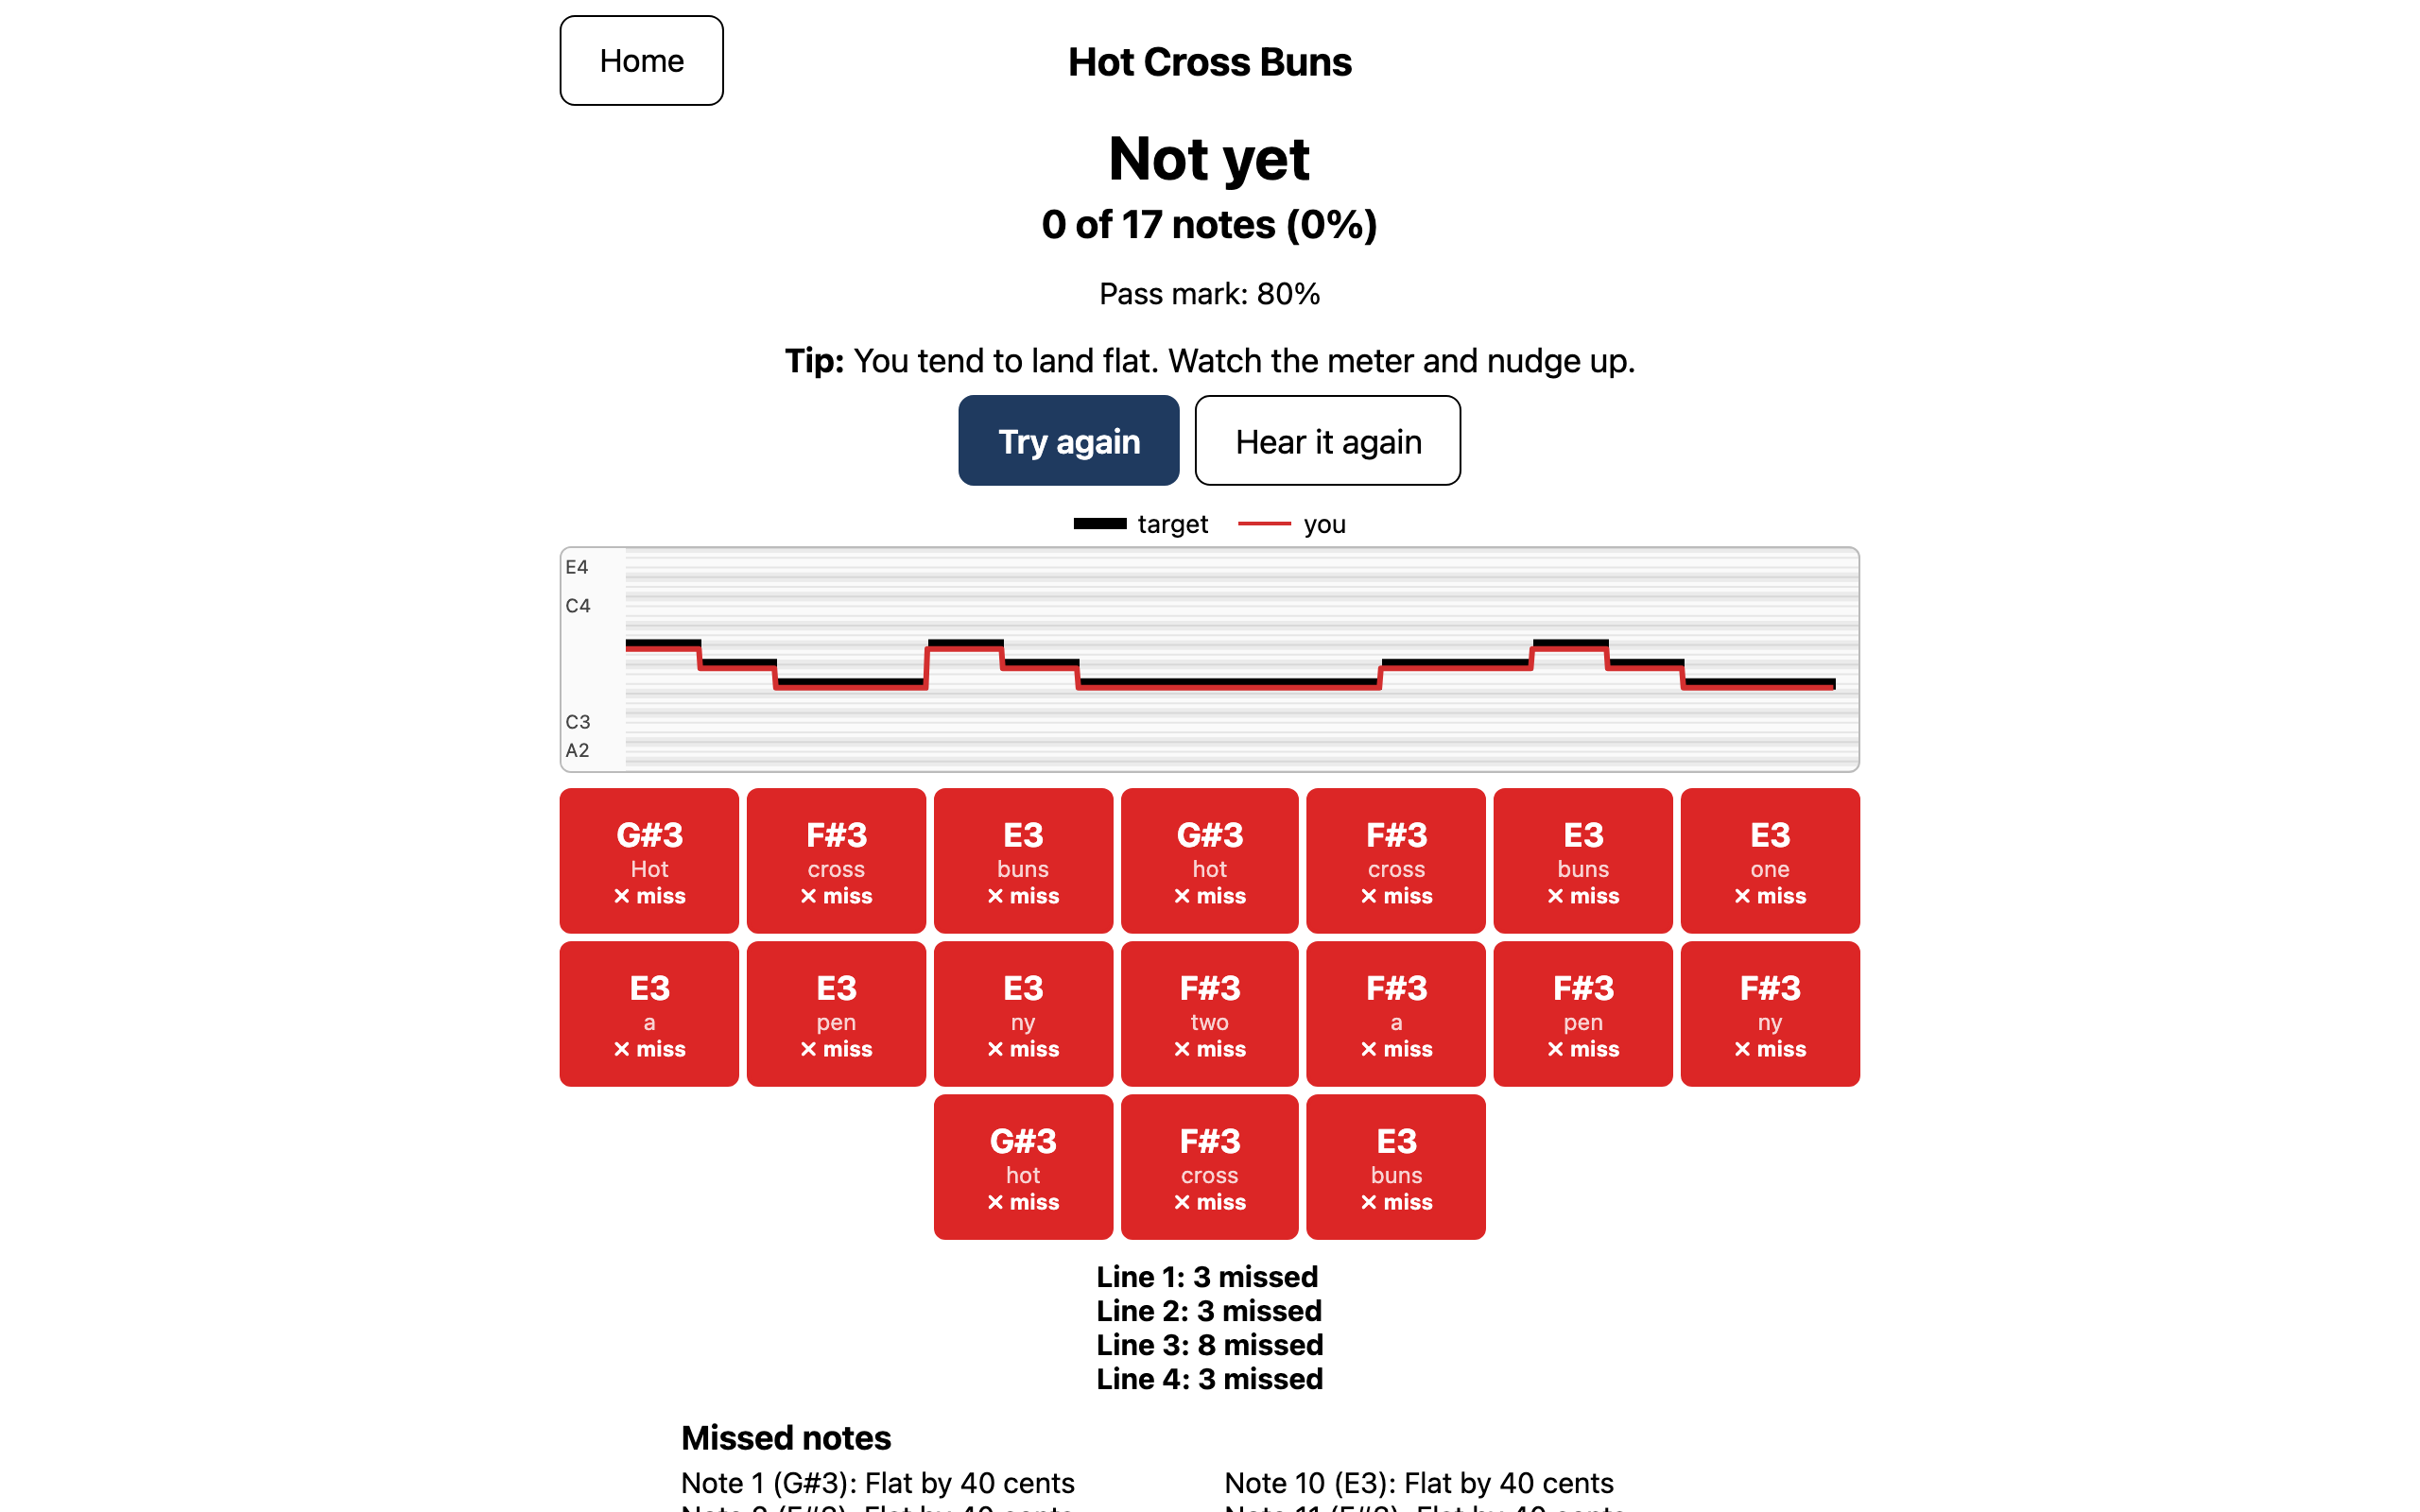 Home
Hot Cross Buns
Not yet
0 of 17 notes (0%)
Pass mark: 80%
Tip: You tend to land flat. Watch the meter and nudge up.
Try again
Hear it again
target
you
E4
C4
C3
A2
G#3
Hot
✕ miss
F#3
cross
✕ miss
E3
buns
✕ miss
G#3
hot
✕ miss
F#3
cross
✕ miss
E3
buns
✕ miss
E3
one
✕ miss
E3
a
✕ miss
E3
pen
✕ miss
E3
ny
✕ miss
F#3
two
✕ miss
F#3
a
✕ miss
F#3
pen
✕ miss
F#3
ny
✕ miss
G#3
hot
✕ miss
F#3
cross
✕ miss
E3
buns
✕ miss
Line 1: 3 missed
Line 2: 3 missed
Line 3: 8 missed
Line 4: 3 missed
Missed notes
Note 1 (G#3): Flat by 40 cents
Note 10 (E3): Flat by 40 cents